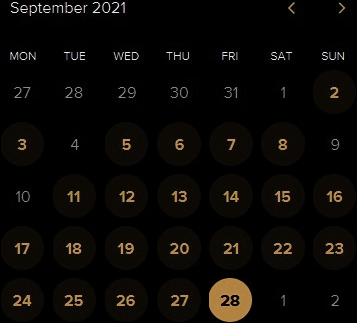 September 2021
MON TUE WED THU FRI SAT SUN
27 28 29 30 31 1 2
3 4 5 6 7 8 9
10 11 12 13 14 15 16
17 18 19 20 21 22 23
24 25 26 27 28 1 2